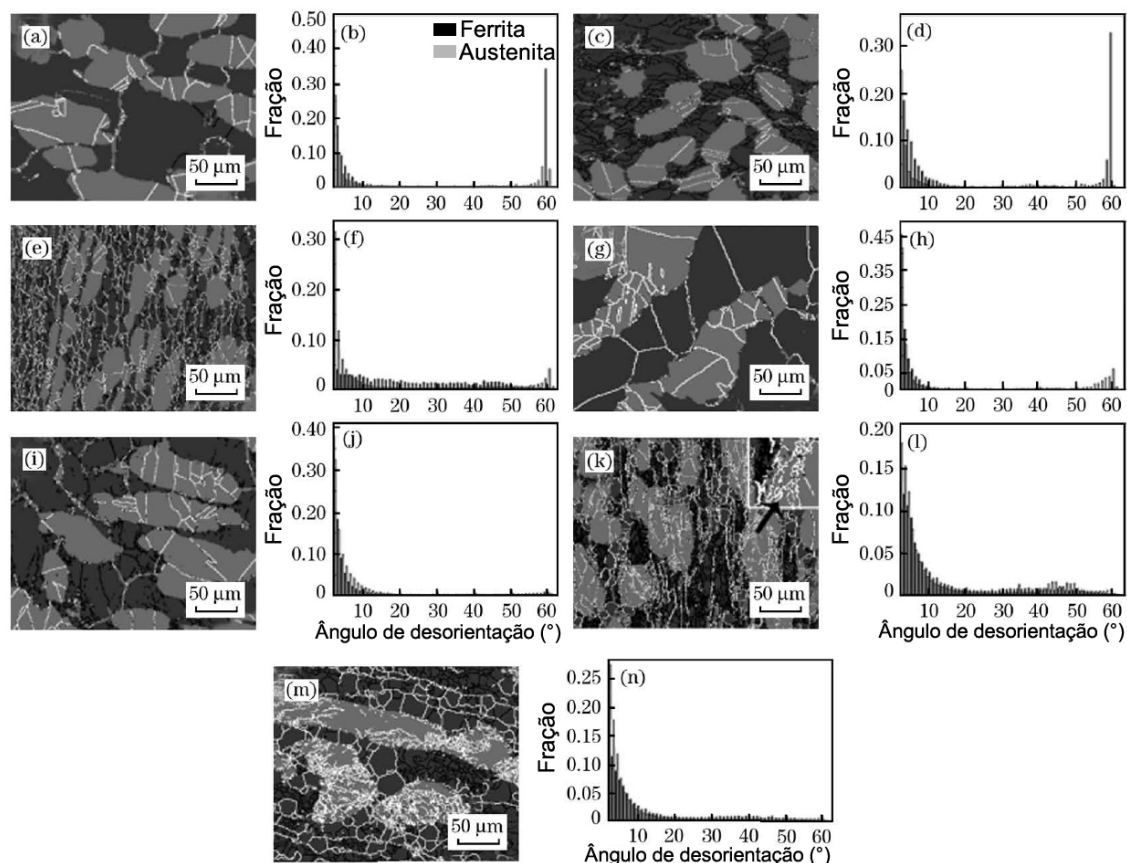 (a)
50 µm
(b)
Ferrita
Austenita
Fração
0.50
0.40
0.30
0.20
0.10
0
10 20 30 40 50 60
(c)
50 µm
(d)
Fração
0.30
0.20
0.10
0
10 20 30 40 50 60
(e)
50 µm
(f)
Fração
0.30
0.20
0.10
0
10 20 30 40 50 60
(g)
50 µm
(h)
Fração
0.45
0.35
0.25
0.15
0.05
0
10 20 30 40 50 60
(i)
50 µm
(j)
Fração
0.40
0.30
0.20
0.10
0
10 20 30 40 50 60
Ângulo de desorientação (°)
(k)
50 µm
(l)
Fração
0.20
0.15
0.10
0.05
0
10 20 30 40 50 60
Ângulo de desorientação (°)
(m)
50 µm
(n)
Fração
0.25
0.20
0.15
0.10
0.05
0
10 20 30 40 50 60
Ângulo de desorientação (°)